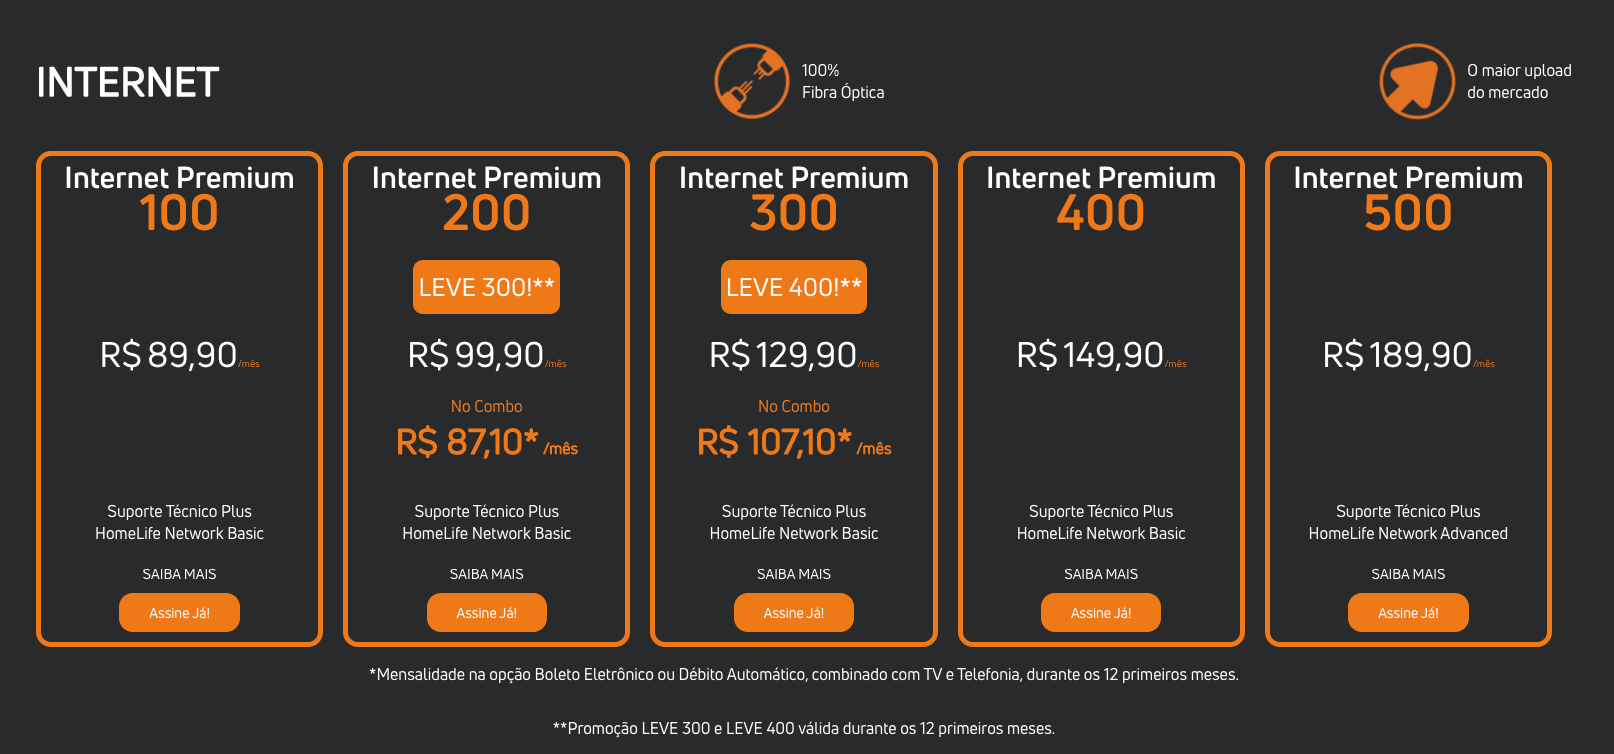 INTERNET
100%
Fibra Óptica
O maior upload
do mercado
Internet Premium
100
R$ 89,90/mês
Suporte Técnico Plus
HomeLife Network Basic
SAIBA MAIS
Assine Já!
Internet Premium
200
LEVE 300!**
R$ 99,90/mês
No Combo
R$ 87,10* /mês
Suporte Técnico Plus
HomeLife Network Basic
SAIBA MAIS
Assine Já!
Internet Premium
300
LEVE 400!**
R$ 129,90/mês
No Combo
R$ 107,10* /mês
Suporte Técnico Plus
HomeLife Network Basic
SAIBA MAIS
Assine Já!
Internet Premium
400
R$ 149,90/mês
Suporte Técnico Plus
HomeLife Network Basic
SAIBA MAIS
Assine Já!
Internet Premium
500
R$ 189,90/mês
Suporte Técnico Plus
HomeLife Network Advanced
SAIBA MAIS
Assine Já!
*Mensalidade na opção Boleto Eletrônico ou Débito Automático, combinado com TV e Telefonia, durante os 12 primeiros meses.
**Promoção LEVE 300 e LEVE 400 válida durante os 12 primeiros meses.